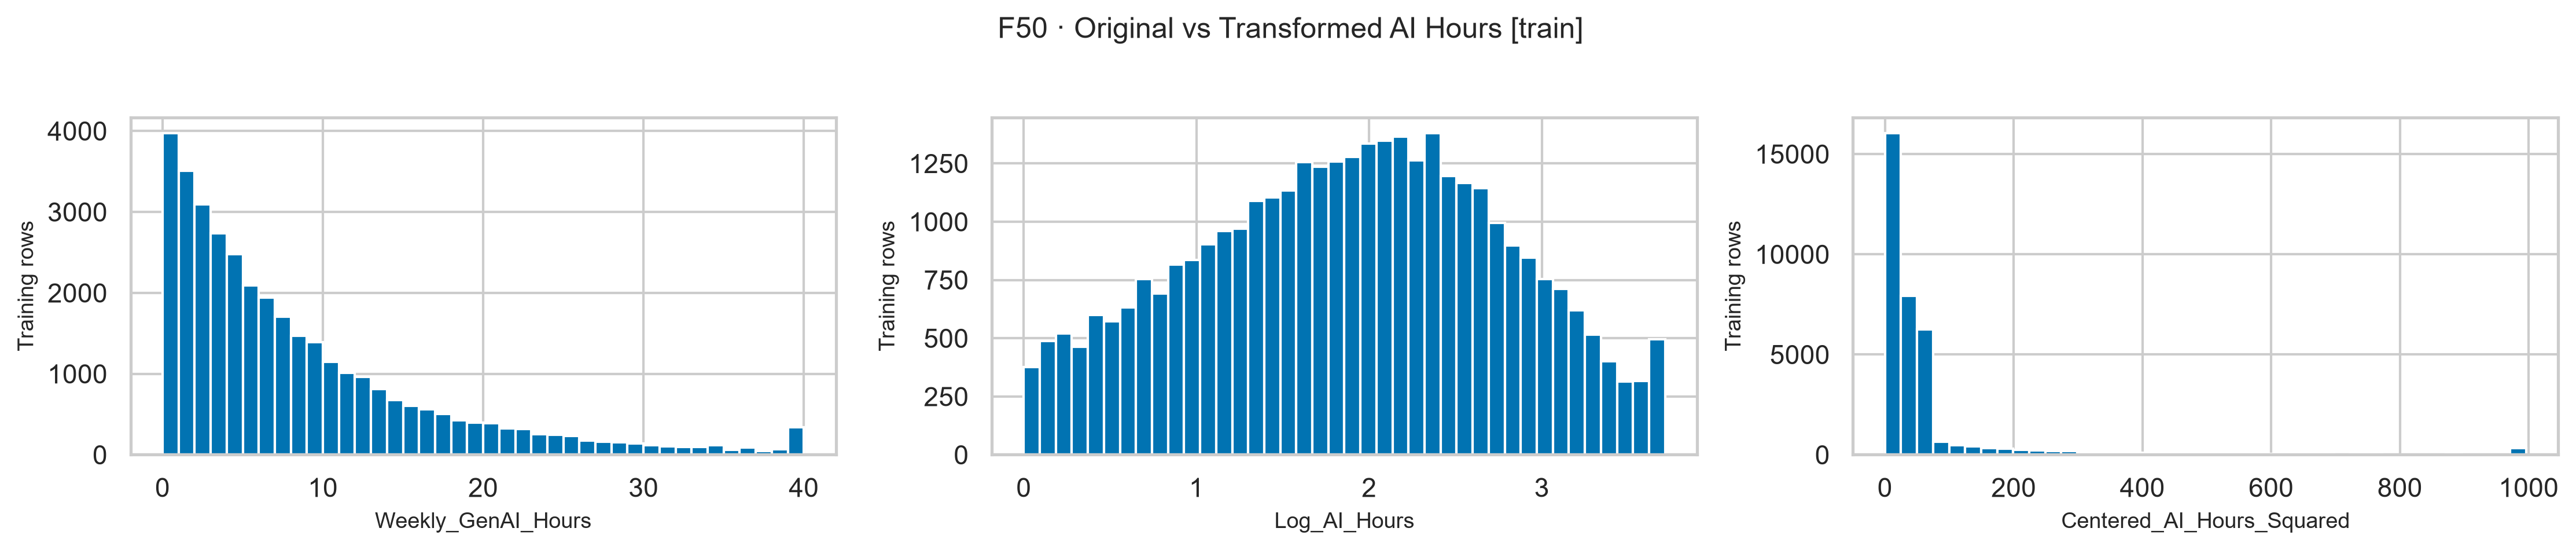 F50 · Original vs Transformed AI Hours [train]
Training rows
4000
3000
2000
1000
0
0 10 20 30 40
Weekly_GenAI_Hours
Training rows
1250
1000
750
500
250
0
0 1 2 3
Log_AI_Hours
Training rows
15000
10000
5000
0
0 200 400 600 800 1000
Centered_AI_Hours_Squared